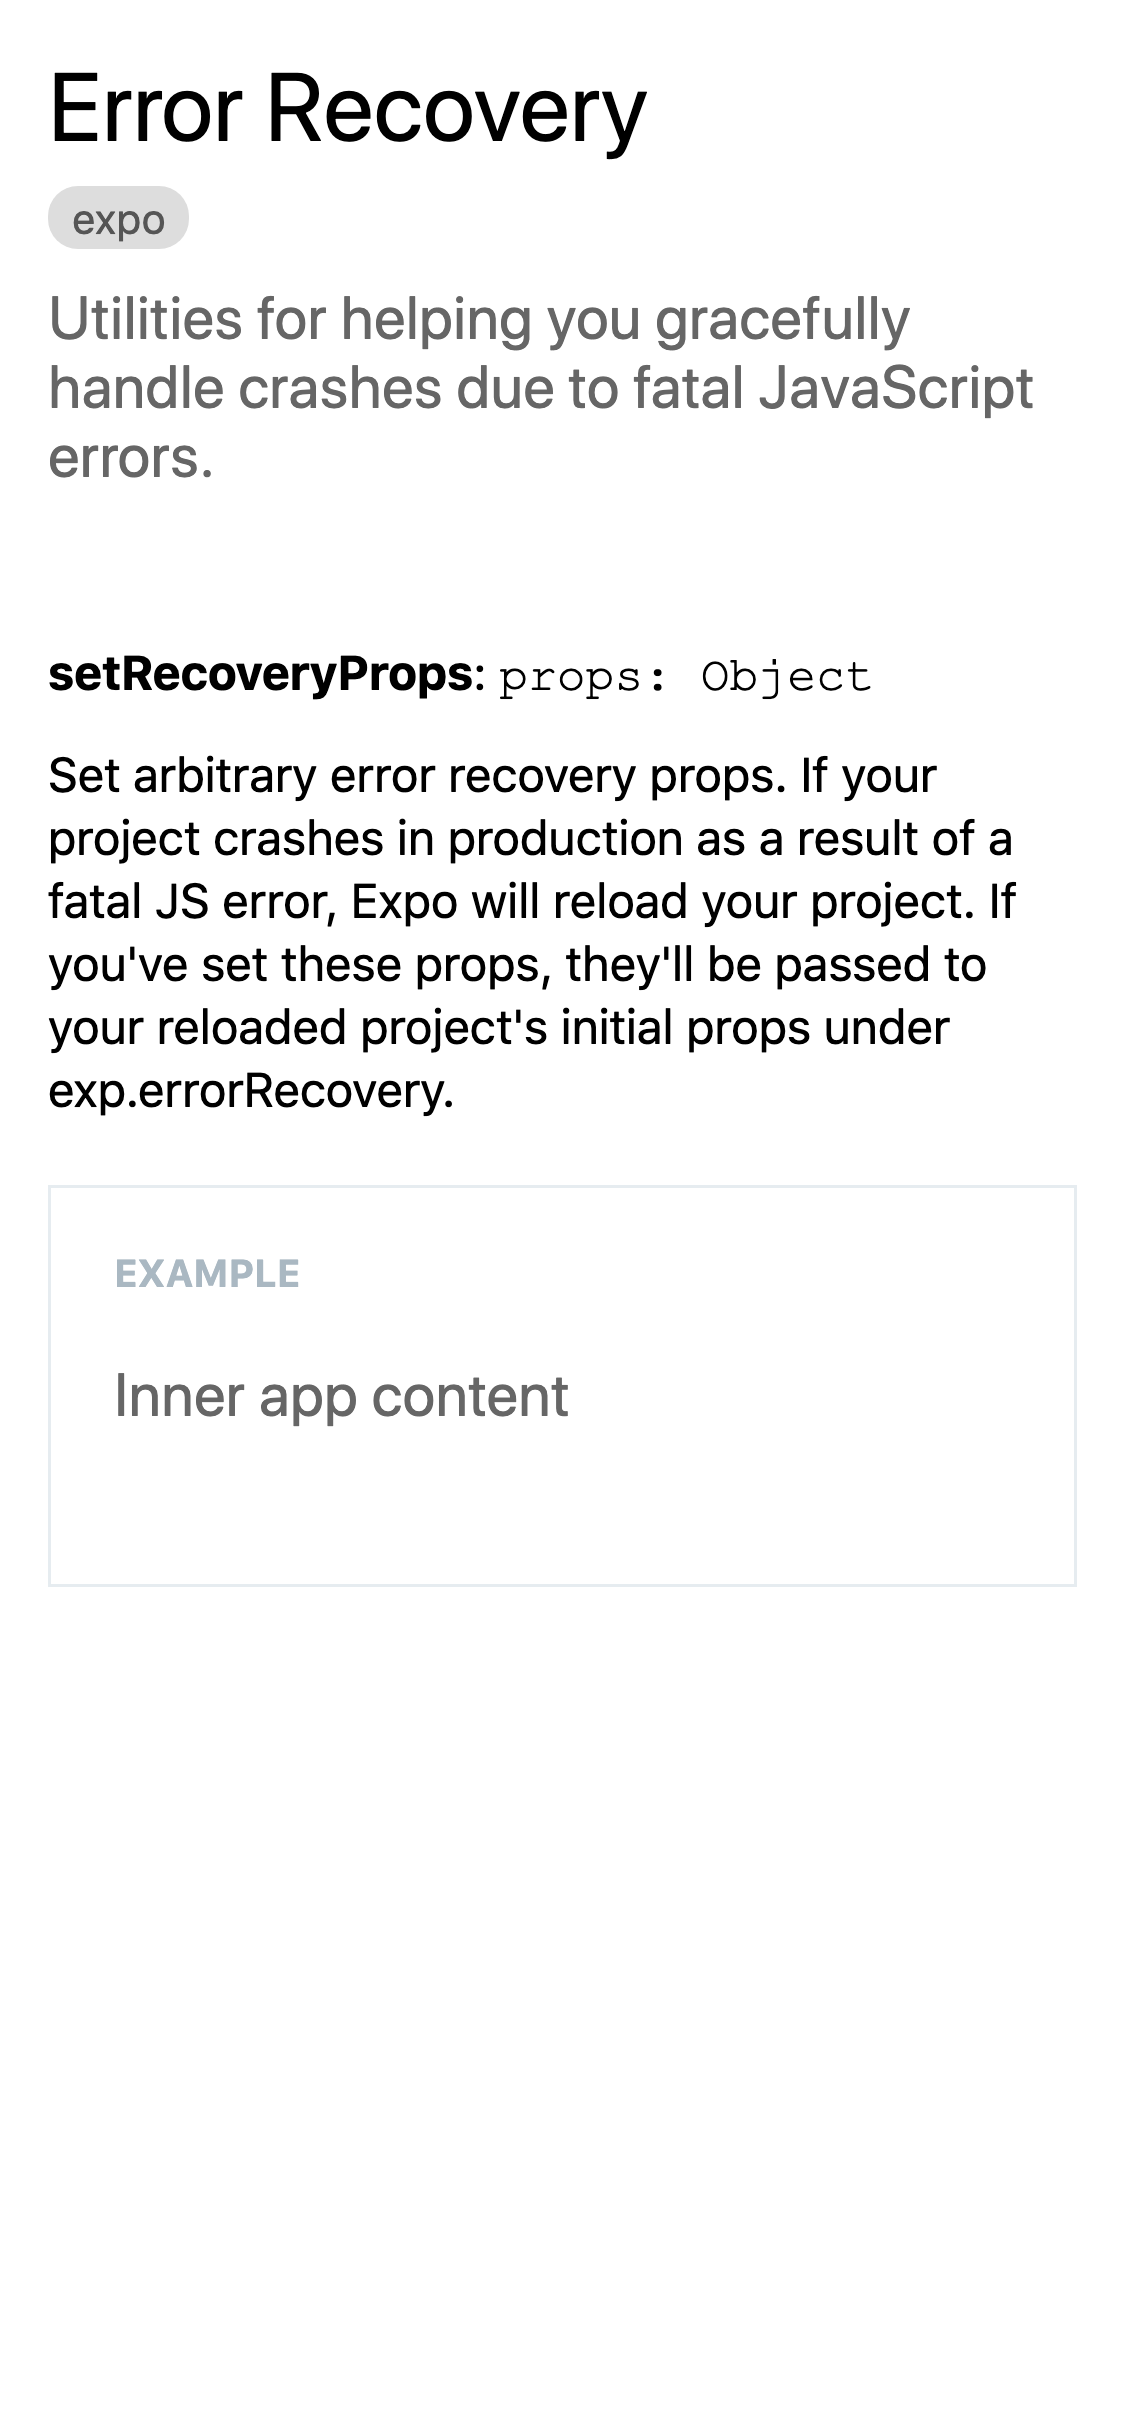 Error Recovery
expo
Utilities for helping you gracefully
handle crashes due to fatal JavaScript
errors.
setRecoveryProps: props: Object
Set arbitrary error recovery props. If your
project crashes in production as a result of a
fatal JS error, Expo will reload your project. If
you've set these props, they'll be passed to
your reloaded project's initial props under
exp.errorRecovery.
EXAMPLE
Inner app content